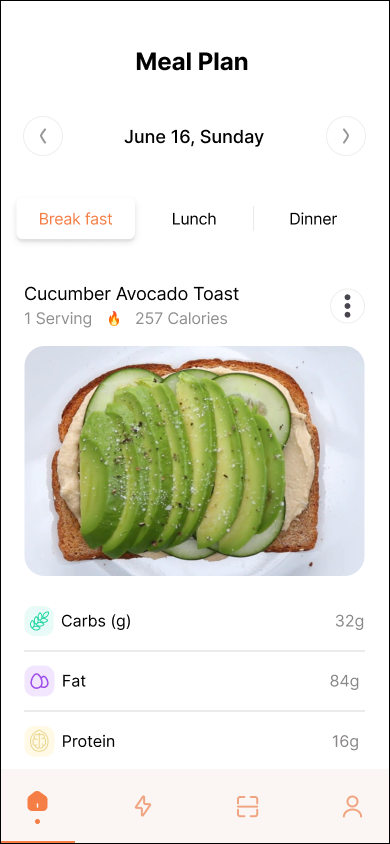 Meal Plan
June 16, Sunday
Break fast
Lunch
Dinner
Cucumber Avocado Toast
1 Serving 🔥 257 Calories
Carbs (g) 32g
Fat 84g
Protein 16g